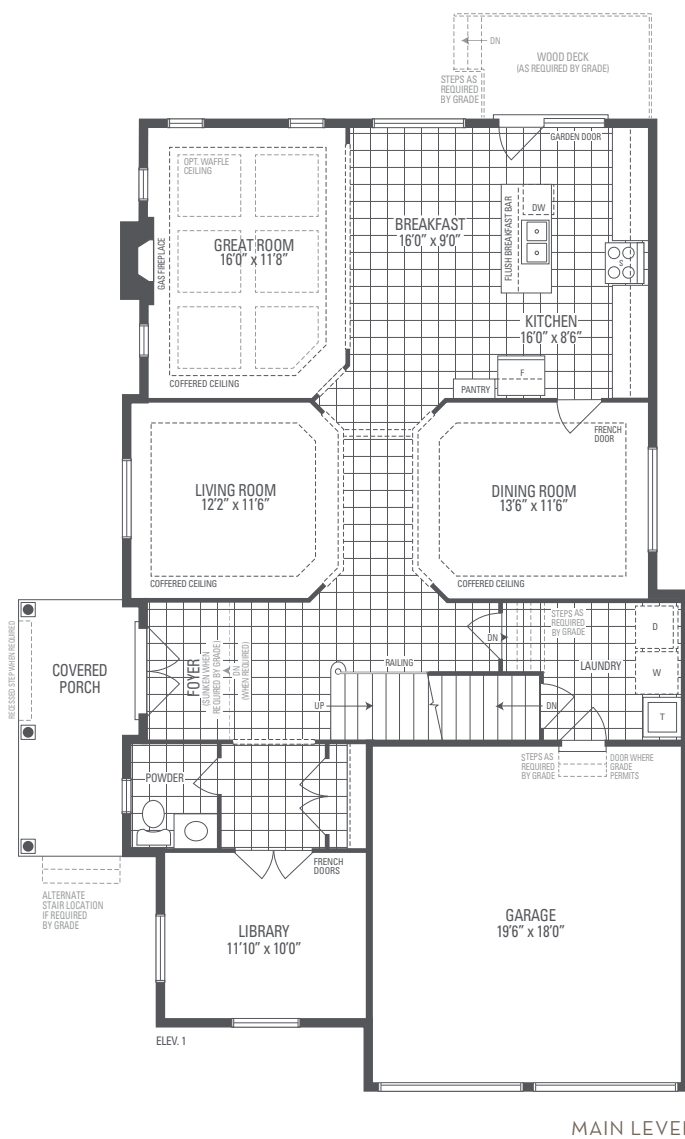 DN
WOOD DECK
(AS REQUIRED BY GRADE)
STEPS AS
REQUIRED
BY GRADE
GARDEN DOOR
OPT. WAFFLE
CEILING
GREAT ROOM
16'0" x 11'8"
GAS FIREPLACE
COFFERED CEILING
BREAKFAST
16'0" x 9'0"
FLUSH BREAKFAST BAR
DW
S
KITCHEN
16'0" x 8'6"
F
PANTRY
FRENCH
DOOR
LIVING ROOM
12'2" x 11'6"
COFFERED CEILING
DINING ROOM
13'6" x 11'6"
COFFERED CEILING
RECESSED STEP WHEN REQUIRED
COVERED
PORCH
FOYER
(SUNKEN WHEN
REQUIRED BY GRADE)
DN
(WHEN REQUIRED)
RAILING
UP
DN
DN
STEPS AS
REQUIRED
BY GRADE
LAUNDRY
D
W
T
POWDER
STEPS AS
REQUIRED
BY GRADE
DOOR WHERE
GRADE
PERMITS
FRENCH
DOORS
ALTERNATE
STAIR LOCATION
IF REQUIRED
BY GRADE
LIBRARY
11'10" x 10'0"
GARAGE
19'6" x 18'0"
ELEV. 1
MAIN LEVEL